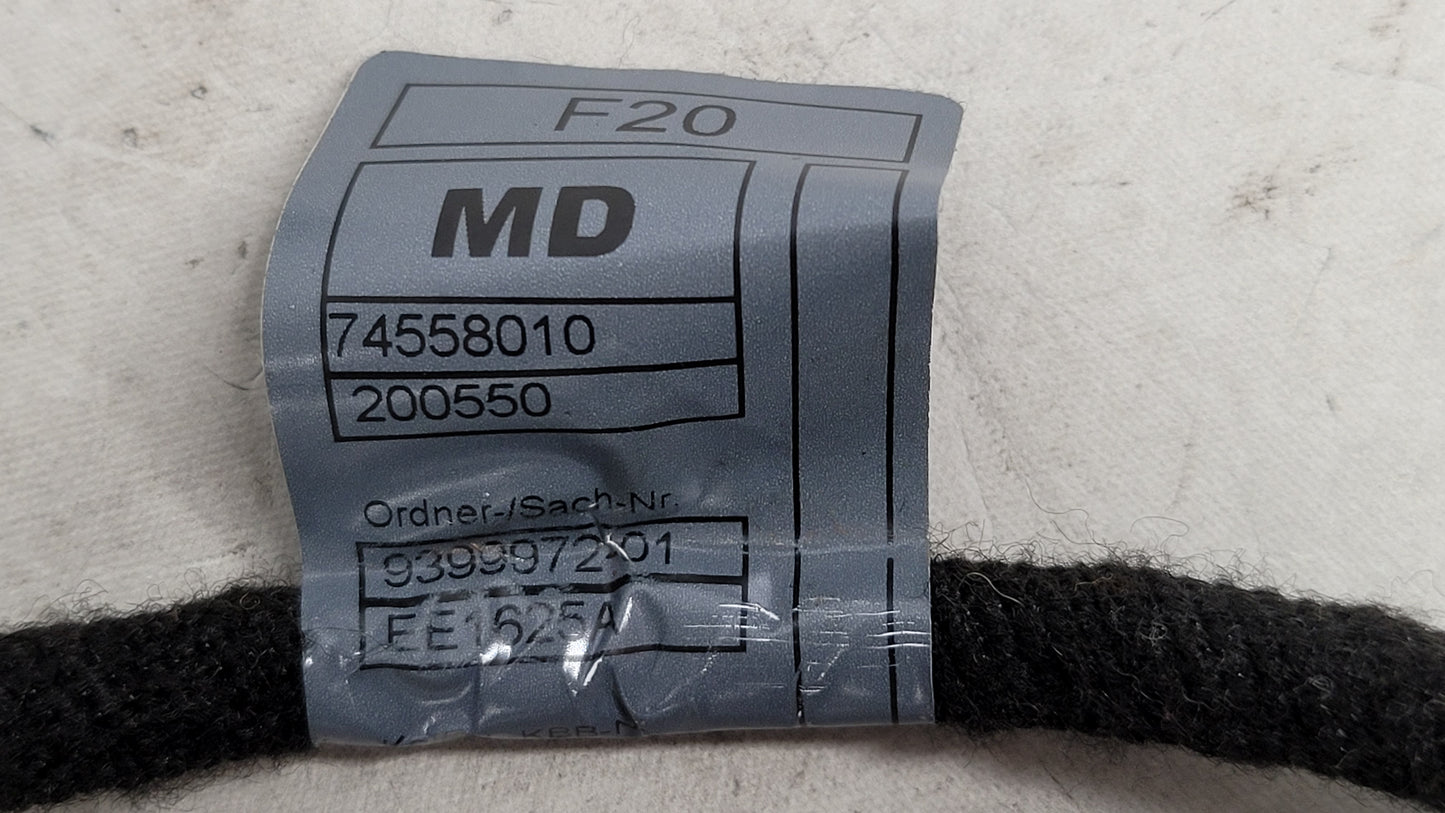 F20
MD
74558010
200550
Ordner-/Sach-Nr.
9399972-01
EE1625A